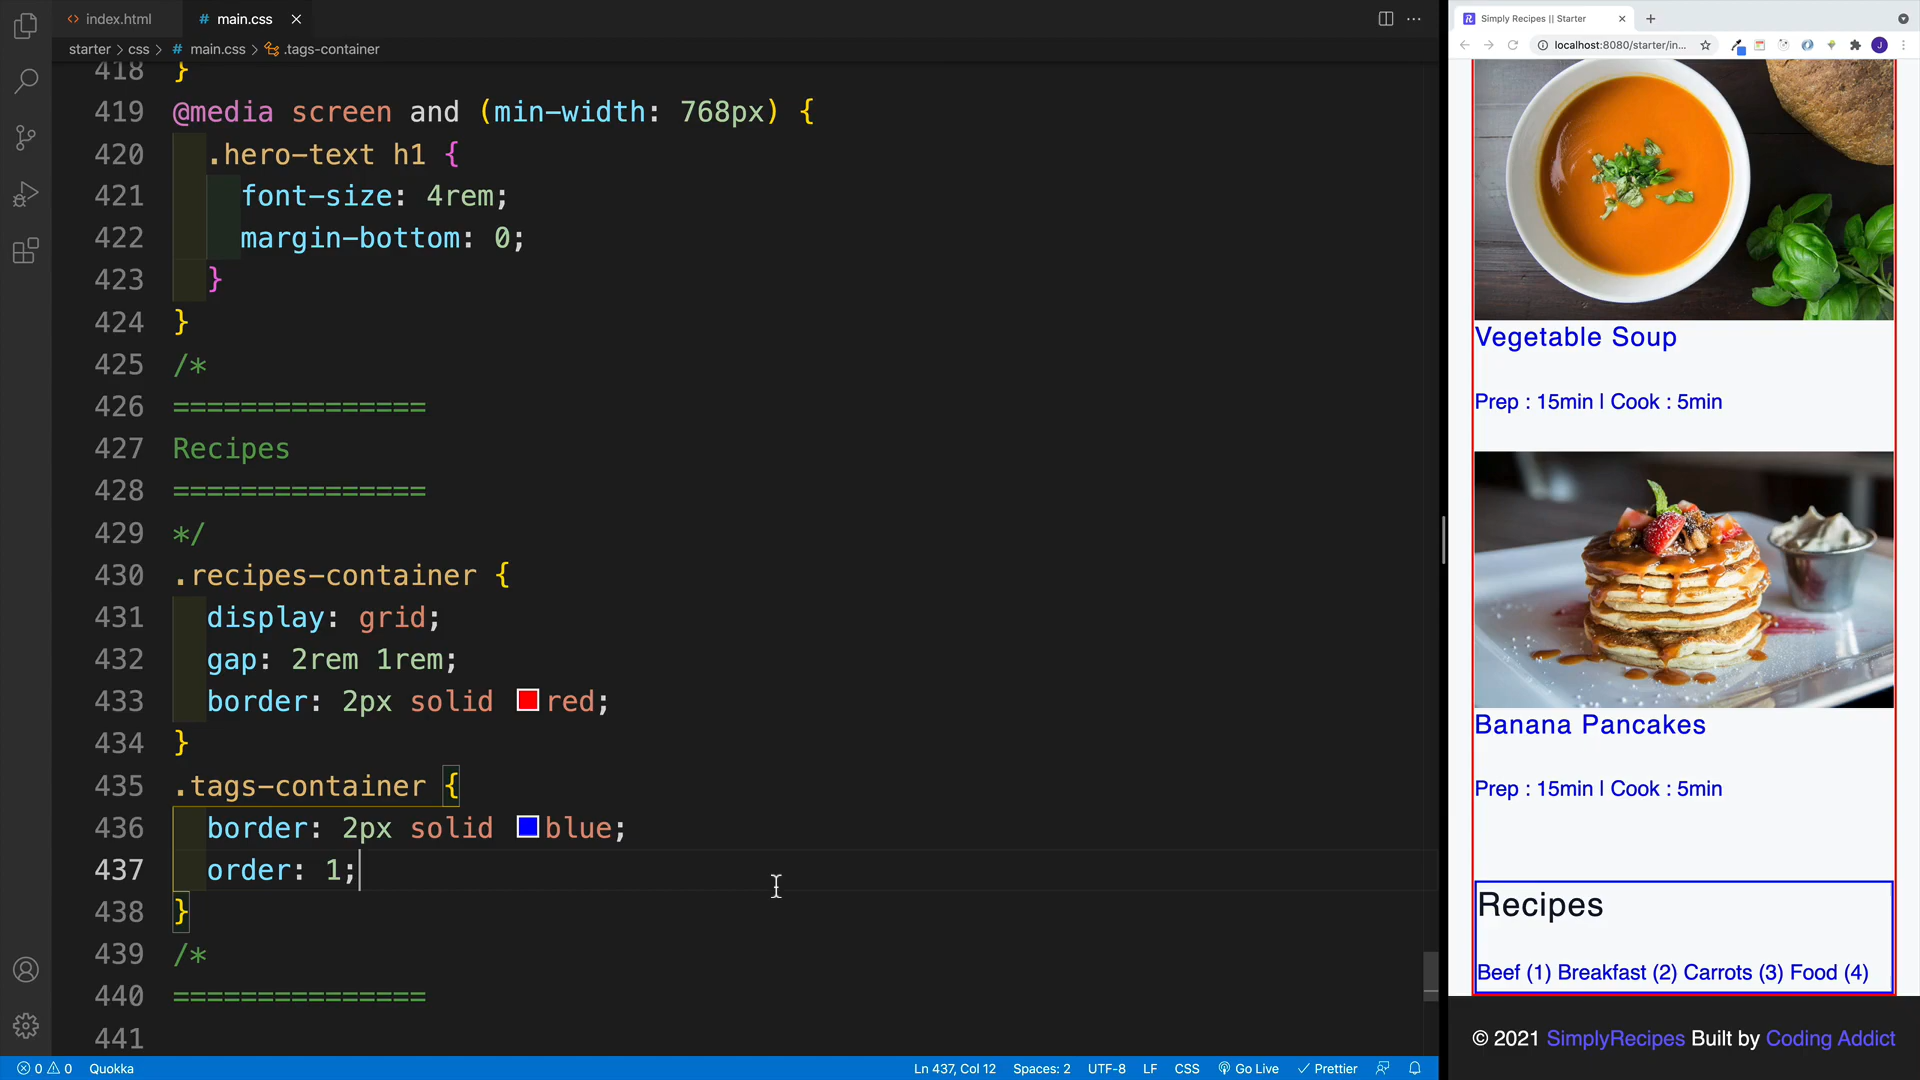 index.html
main.css
starter > css > # main.css > .tags-container
418 }
419 @media screen and (min-width: 768px) {
420 .hero-text h1 {
421 font-size: 4rem;
422 margin-bottom: 0;
423 }
424 }
425 /*
426 ===============
427 Recipes
428 ===============
429 */
430 .recipes-container {
431 display: grid;
432 gap: 2rem 1rem;
433 border: 2px solid red;
434 }
435 .tags-container {
436 border: 2px solid blue;
437 order: 1;
438 }
439 /*
440 ===============
441
0 0 Quokka
Ln 437, Col 12 Spaces: 2 UTF-8 LF CSS Go Live Prettier
Simply Recipes || Starter
localhost:8080/starter/in...
J
Vegetable Soup
Prep : 15min | Cook : 5min
Banana Pancakes
Prep : 15min | Cook : 5min
Recipes
Beef (1) Breakfast (2) Carrots (3) Food (4)
© 2021 SimplyRecipes Built by Coding Addict